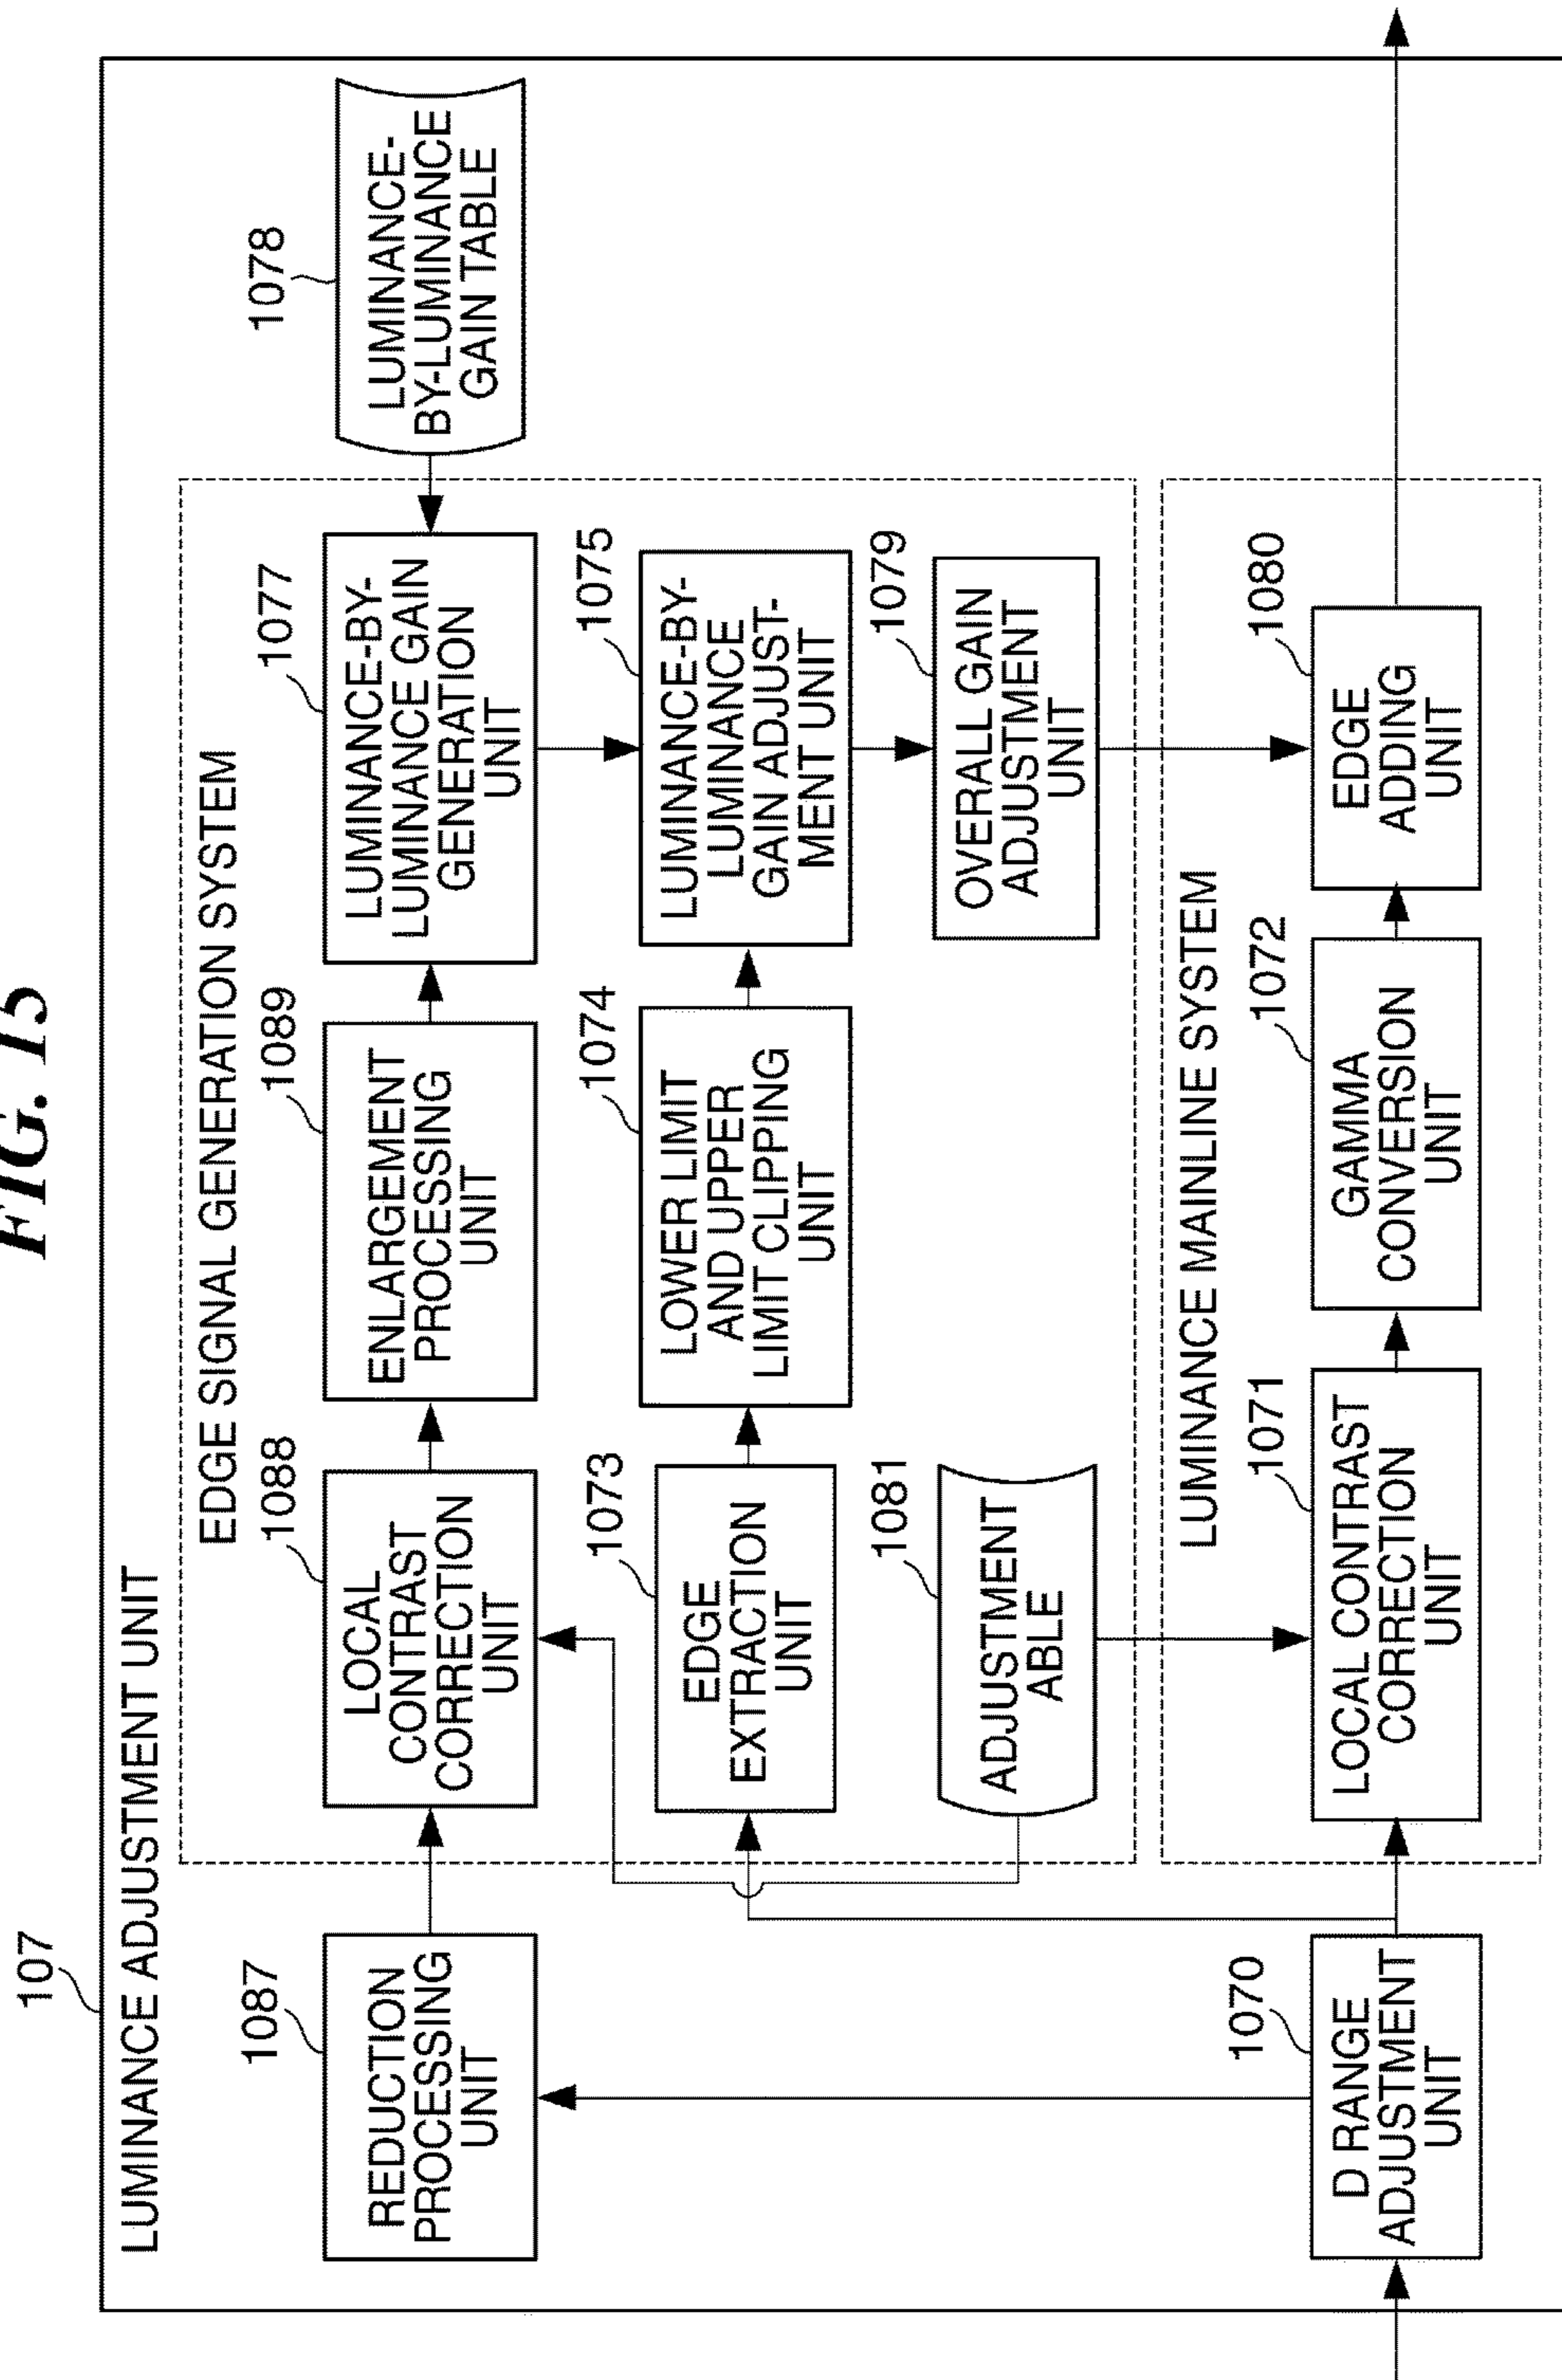 FIG. 15
107
LUMINANCE ADJUSTMENT UNIT
EDGE SIGNAL GENERATION SYSTEM
1087
REDUCTION
PROCESSING
UNIT
1088
LOCAL
CONTRAST
CORRECTION
UNIT
1089
ENLARGEMENT
PROCESSING
UNIT
1077
LUMINANCE-BY-
LUMINANCE GAIN
GENERATION
UNIT
1078
LUMINANCE-
BY-LUMINANCE
GAIN TABLE
1073
EDGE
EXTRACTION
UNIT
1074
LOWER LIMIT
AND UPPER
LIMIT CLIPPING
UNIT
1075
LUMINANCE-BY-
LUMINANCE
GAIN ADJUST-
MENT UNIT
1081
ADJUSTMENT
ABLE
1079
OVERALL GAIN
ADJUSTMENT
UNIT
LUMINANCE MAINLINE SYSTEM
1070
D RANGE
ADJUSTMENT
UNIT
1071
LOCAL CONTRAST
CORRECTION
UNIT
1072
GAMMA
CONVERSION
UNIT
1080
EDGE
ADDING
UNIT